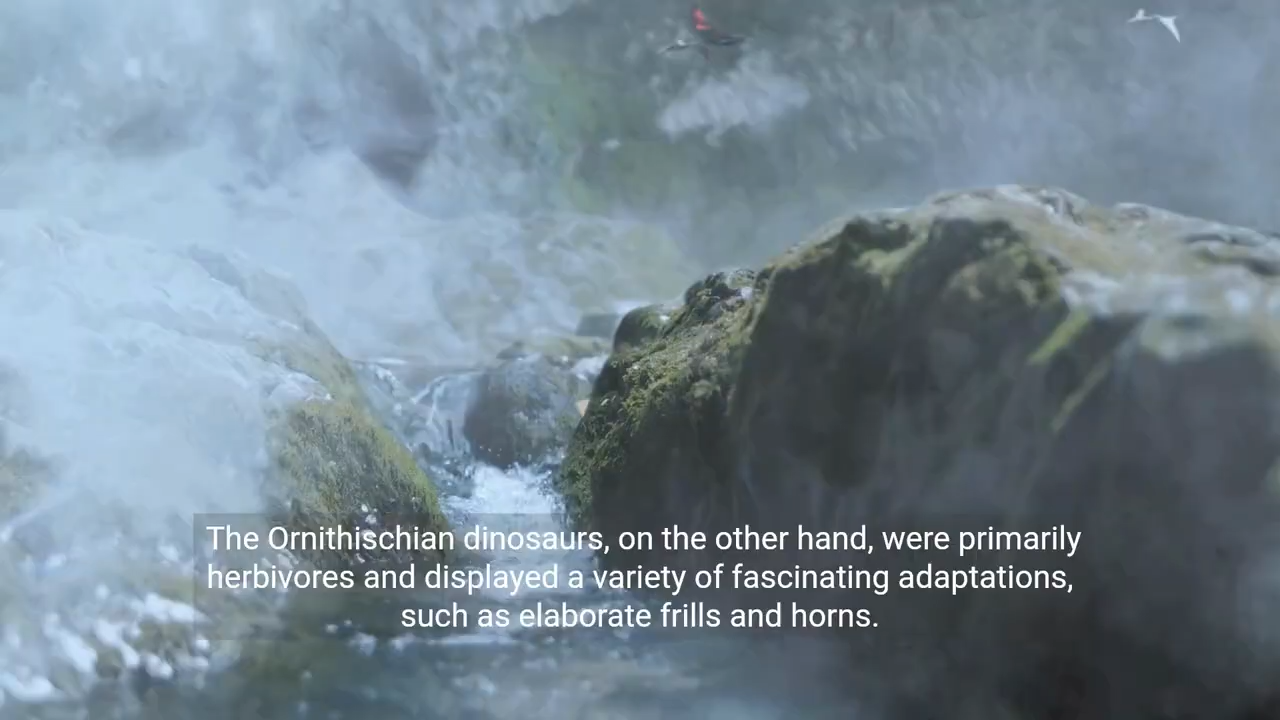 The Ornithischian dinosaurs, on the other hand, were primarily
herbivores and displayed a variety of fascinating adaptations,
such as elaborate frills and horns.